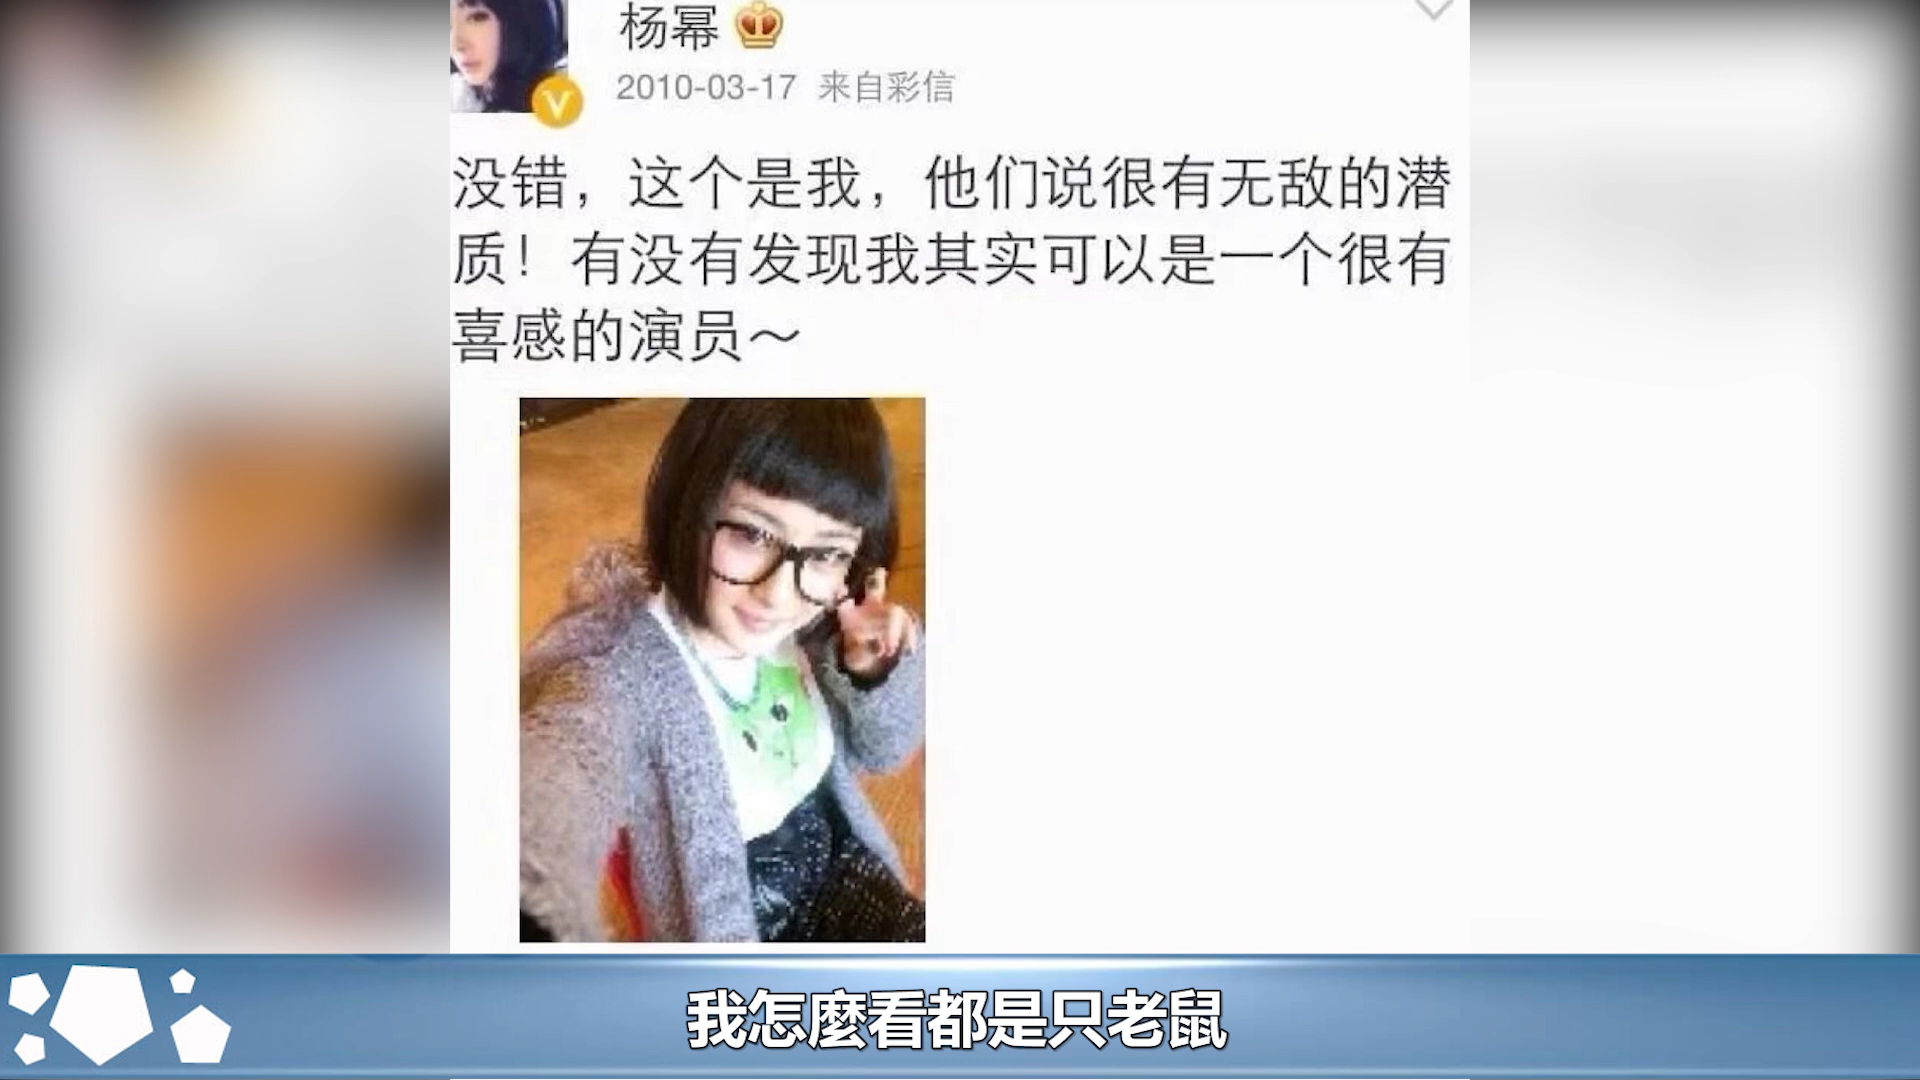 杨幂
2010-03-17 来自彩信
没错，这个是我，他们说很有无敌的潜
质！有没有发现我其实可以是一个很有
喜感的演员～
我怎麼看都是只老鼠